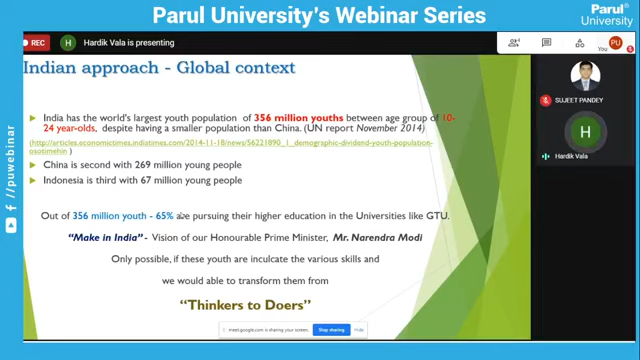 Parul University's Webinar Series
Parul®
University
REC
H
Hardik Vala is presenting
PU
You
Indian approach - Global context
India has the world's largest youth population of 356 million youths between age group of 10-
24 year-olds, despite having a smaller population than China. (UN report November 2014)
(http://articles.economictimes.indiatimes.com/2014-11-18/news/56221890_1_demographic-dividend-youth-population-
osotimehin )
China is second with 269 million young people
Indonesia is third with 67 million young people
Out of 356 million youth - 65% are pursuing their higher education in the Universities like GTU.
"Make in India"- Vision of our Honourable Prime Minister, Mr. Narendra Modi
Only possible, if these youth are inculcate the various skills and
we would able to transform them from
"Thinkers to Doers"
meet.google.com is sharing your screen.
Stop sharing
Hide
SUJEET PANDEY
H
Hardik Vala
/puwebinar